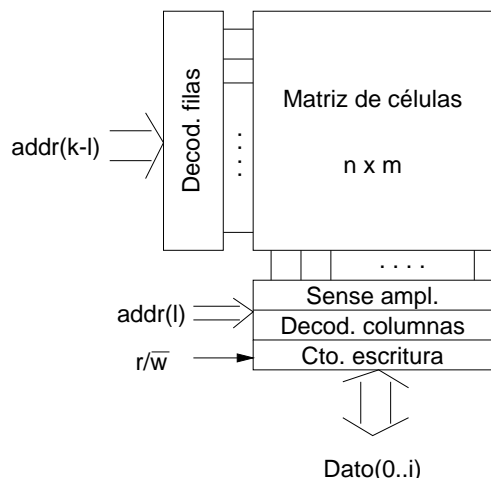 Decod. filas
Matriz de células
n x m
addr(k-l)
. . . .
. . . .
Sense ampl.
addr(l)
Decod. columnas
r/w̅
Cto. escritura
Dato(0..i)